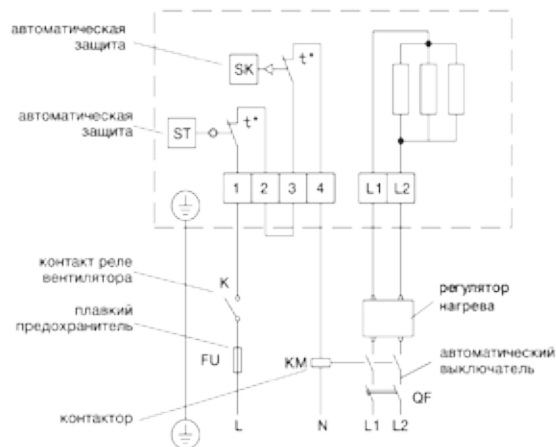 автоматическая
защита
SK
t°
автоматическая
защита
ST
t°
1 2 3 4 L1 L2
контакт реле
вентилятора
K
регулятор
нагрева
плавкий
предохранитель
FU
KM
автоматический
выключатель
QF
контактор
L N L1 L2